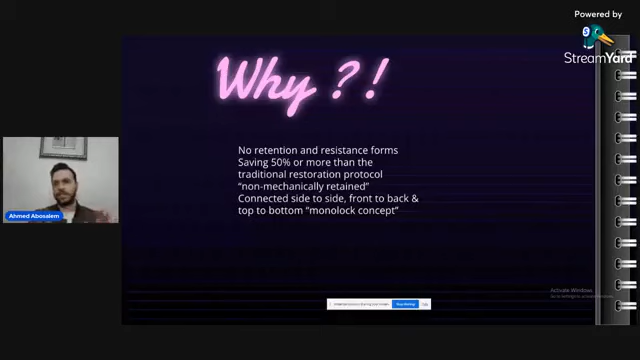 Powered by
StreamYard
Why ? !
No retention and resistance forms
Saving 50% or more than the
traditional restoration protocol
“non-mechanically retained”
Connected side to side, front to back &
top to bottom “monolock concept”
Ahmed Abosalem
Activate Windows
Stop sharing
Hide